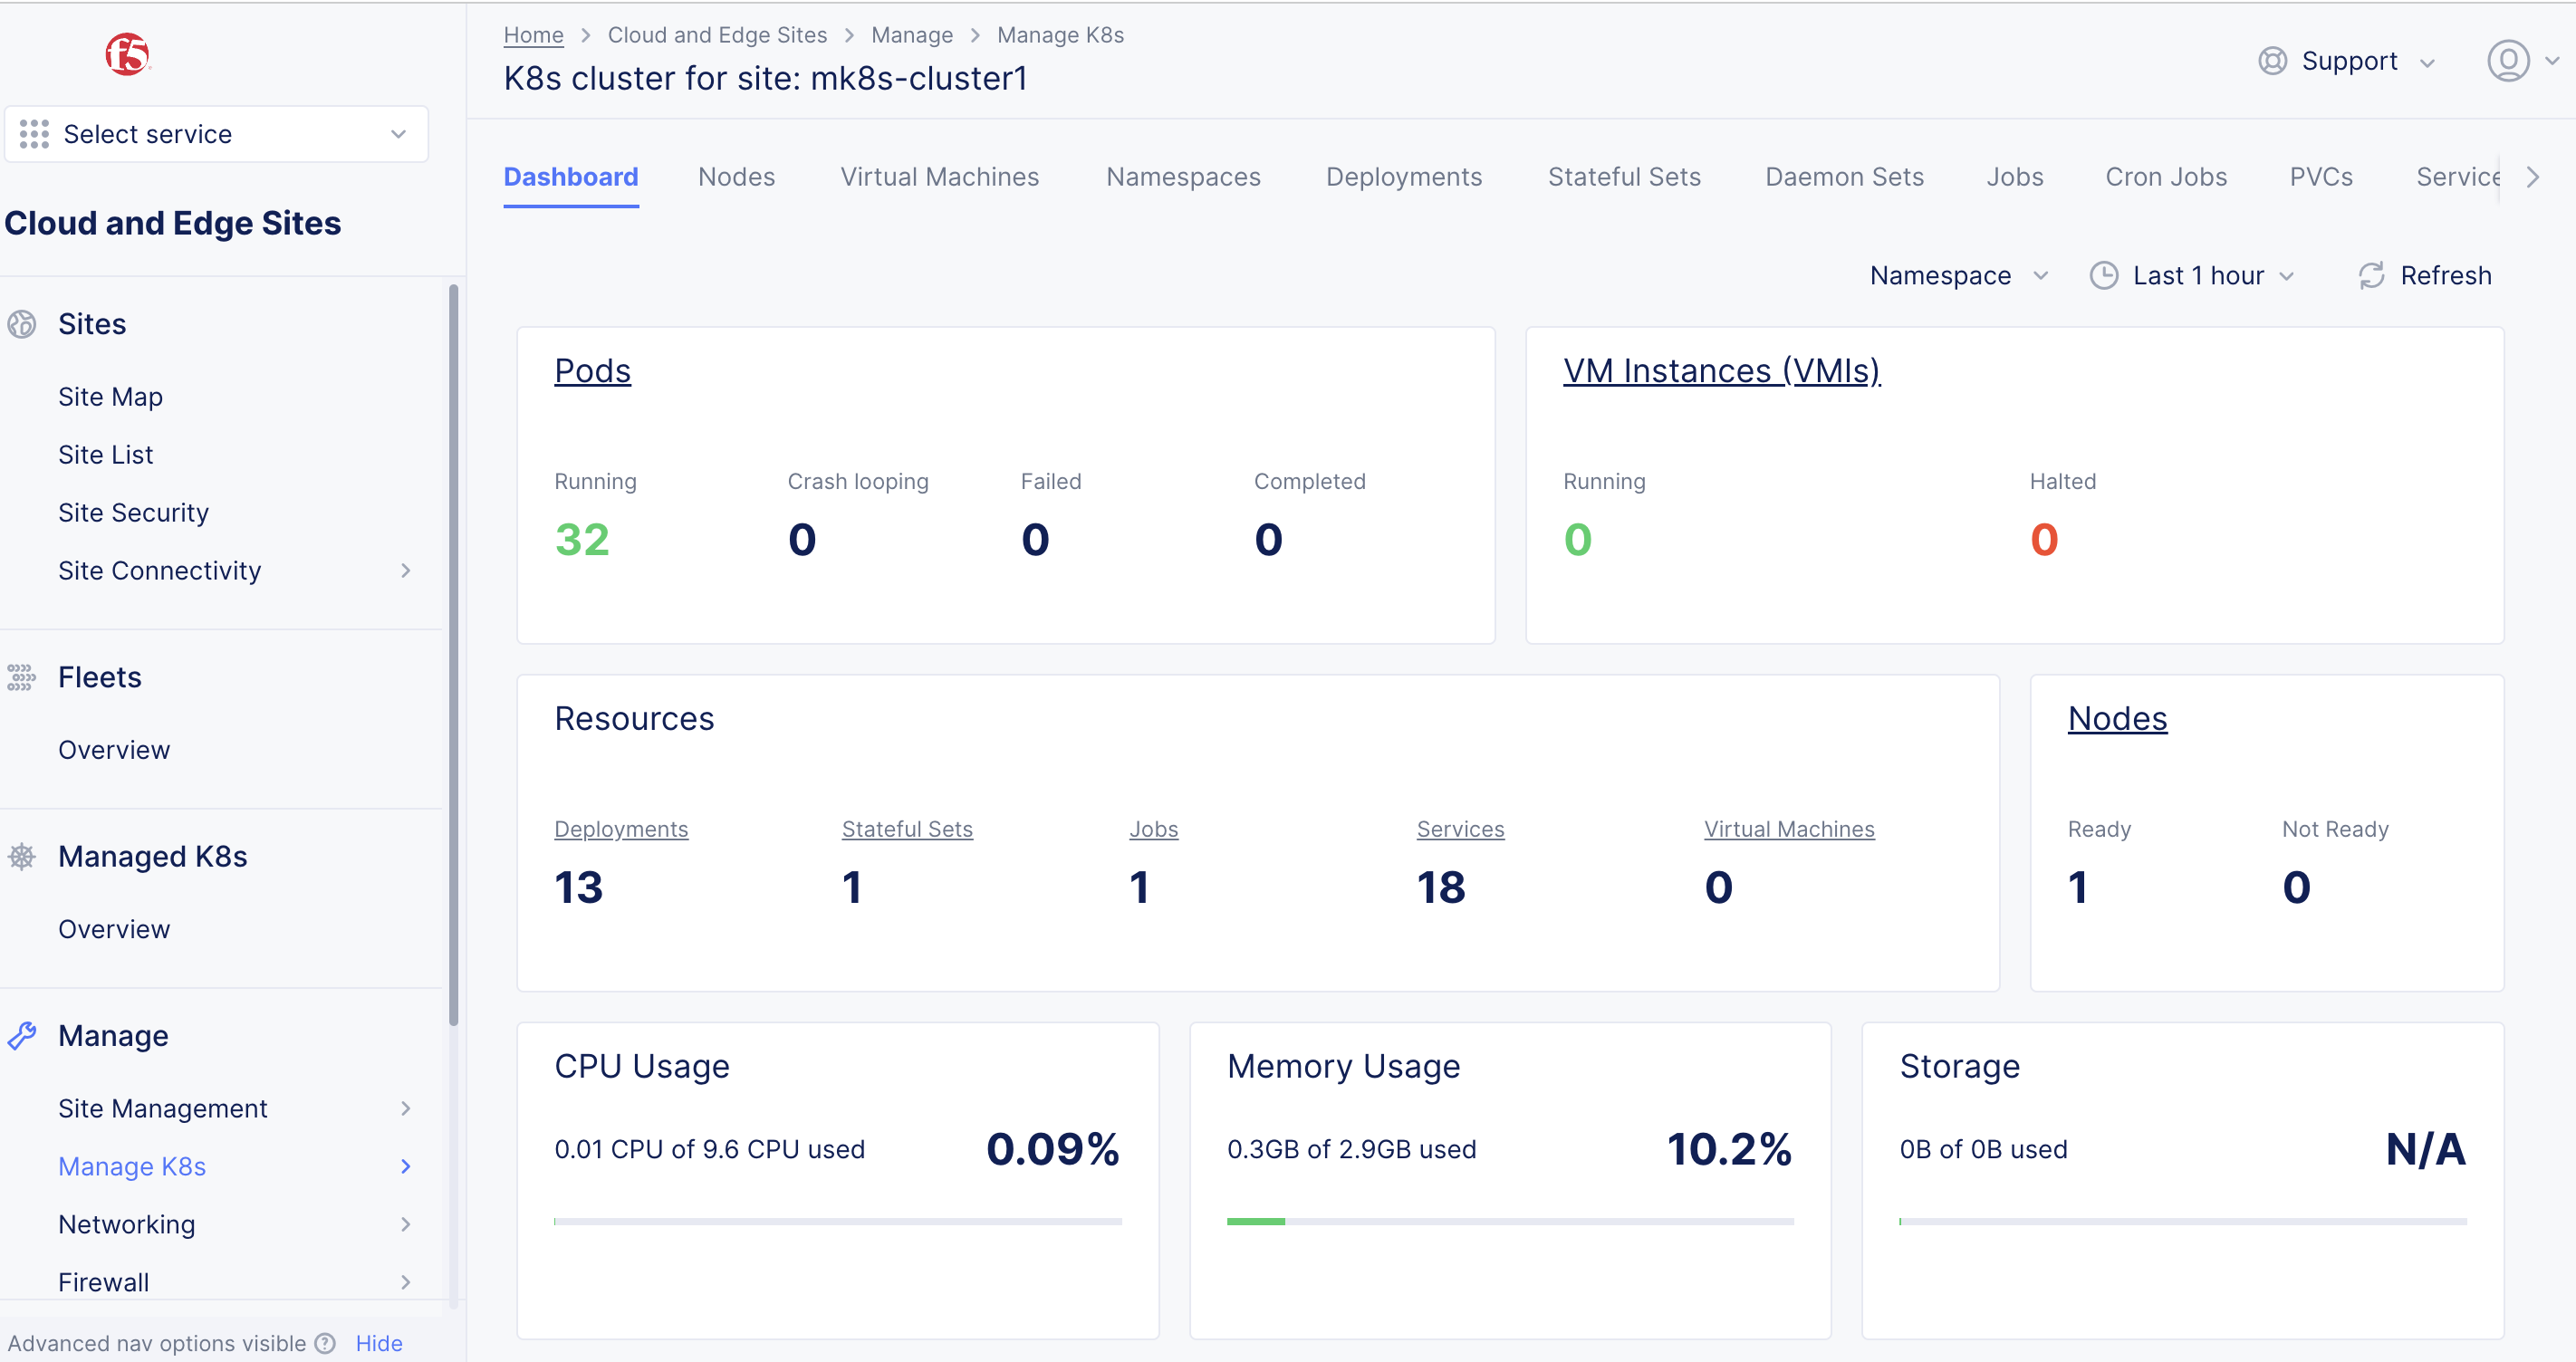 f5
Select service
Cloud and Edge Sites
Sites
Site Map
Site List
Site Security
Site Connectivity
Fleets
Overview
Managed K8s
Overview
Manage
Site Management
Manage K8s
Networking
Firewall
Advanced nav options visible ? Hide
Home > Cloud and Edge Sites > Manage > Manage K8s
K8s cluster for site: mk8s-cluster1
Support
Dashboard Nodes Virtual Machines Namespaces Deployments Stateful Sets Daemon Sets Jobs Cron Jobs PVCs Service
Namespace Last 1 hour Refresh
Pods
Running Crash looping Failed Completed
32 0 0 0
VM Instances (VMIs)
Running Halted
0 0
Resources
Deployments Stateful Sets Jobs Services Virtual Machines
13 1 1 18 0
Nodes
Ready Not Ready
1 0
CPU Usage
0.01 CPU of 9.6 CPU used 0.09%
Memory Usage
0.3GB of 2.9GB used 10.2%
Storage
0B of 0B used N/A